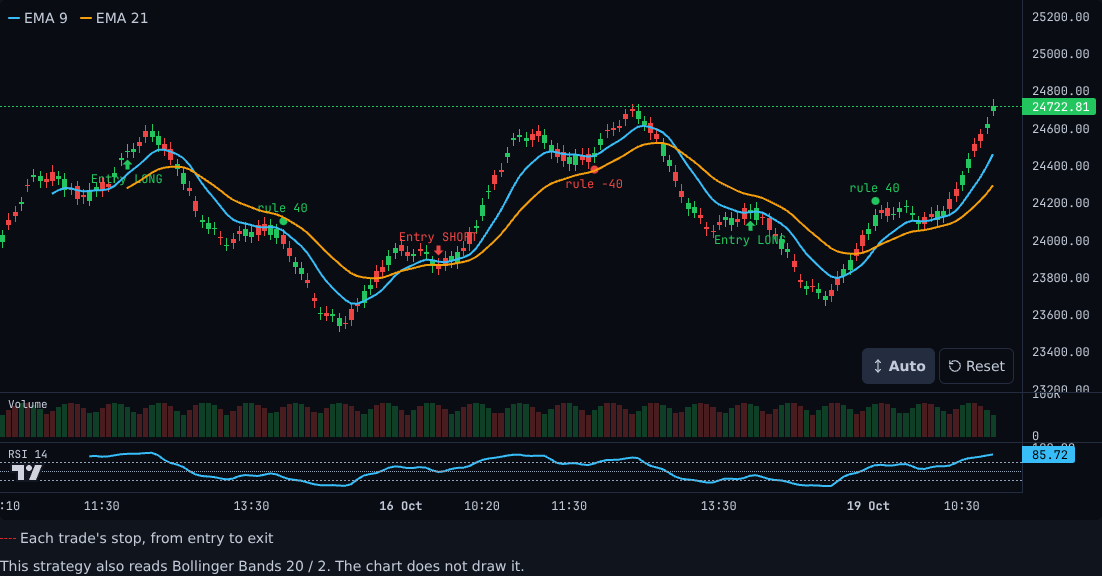 EMA 9 EMA 21
25200.00
25000.00
24800.00
24722.81
24600.00
24400.00
24200.00
24000.00
23800.00
23600.00
23400.00
23200.00
Entry LONG
rule 40
Entry SHORT
rule -40
Entry LONG
rule 40
Auto Reset
Volume
100K
0
RSI 14
100.00
85.72
:10 11:30 13:30 16 Oct 10:20 11:30 13:30 19 Oct 10:30
Each trade's stop, from entry to exit
This strategy also reads Bollinger Bands 20 / 2. The chart does not draw it.